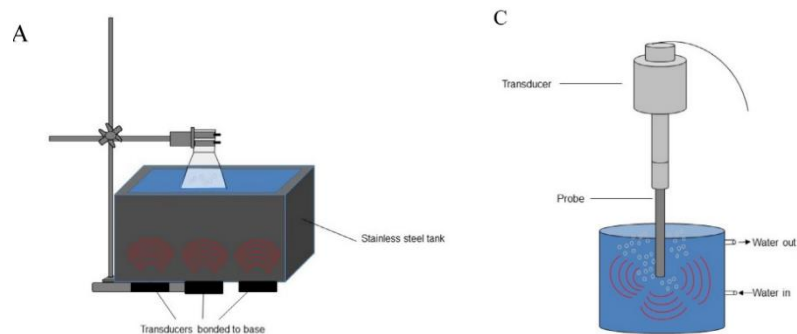 A
Stainless steel tank
Transducers bonded to base
C
Transducer
Probe
Water out
Water in